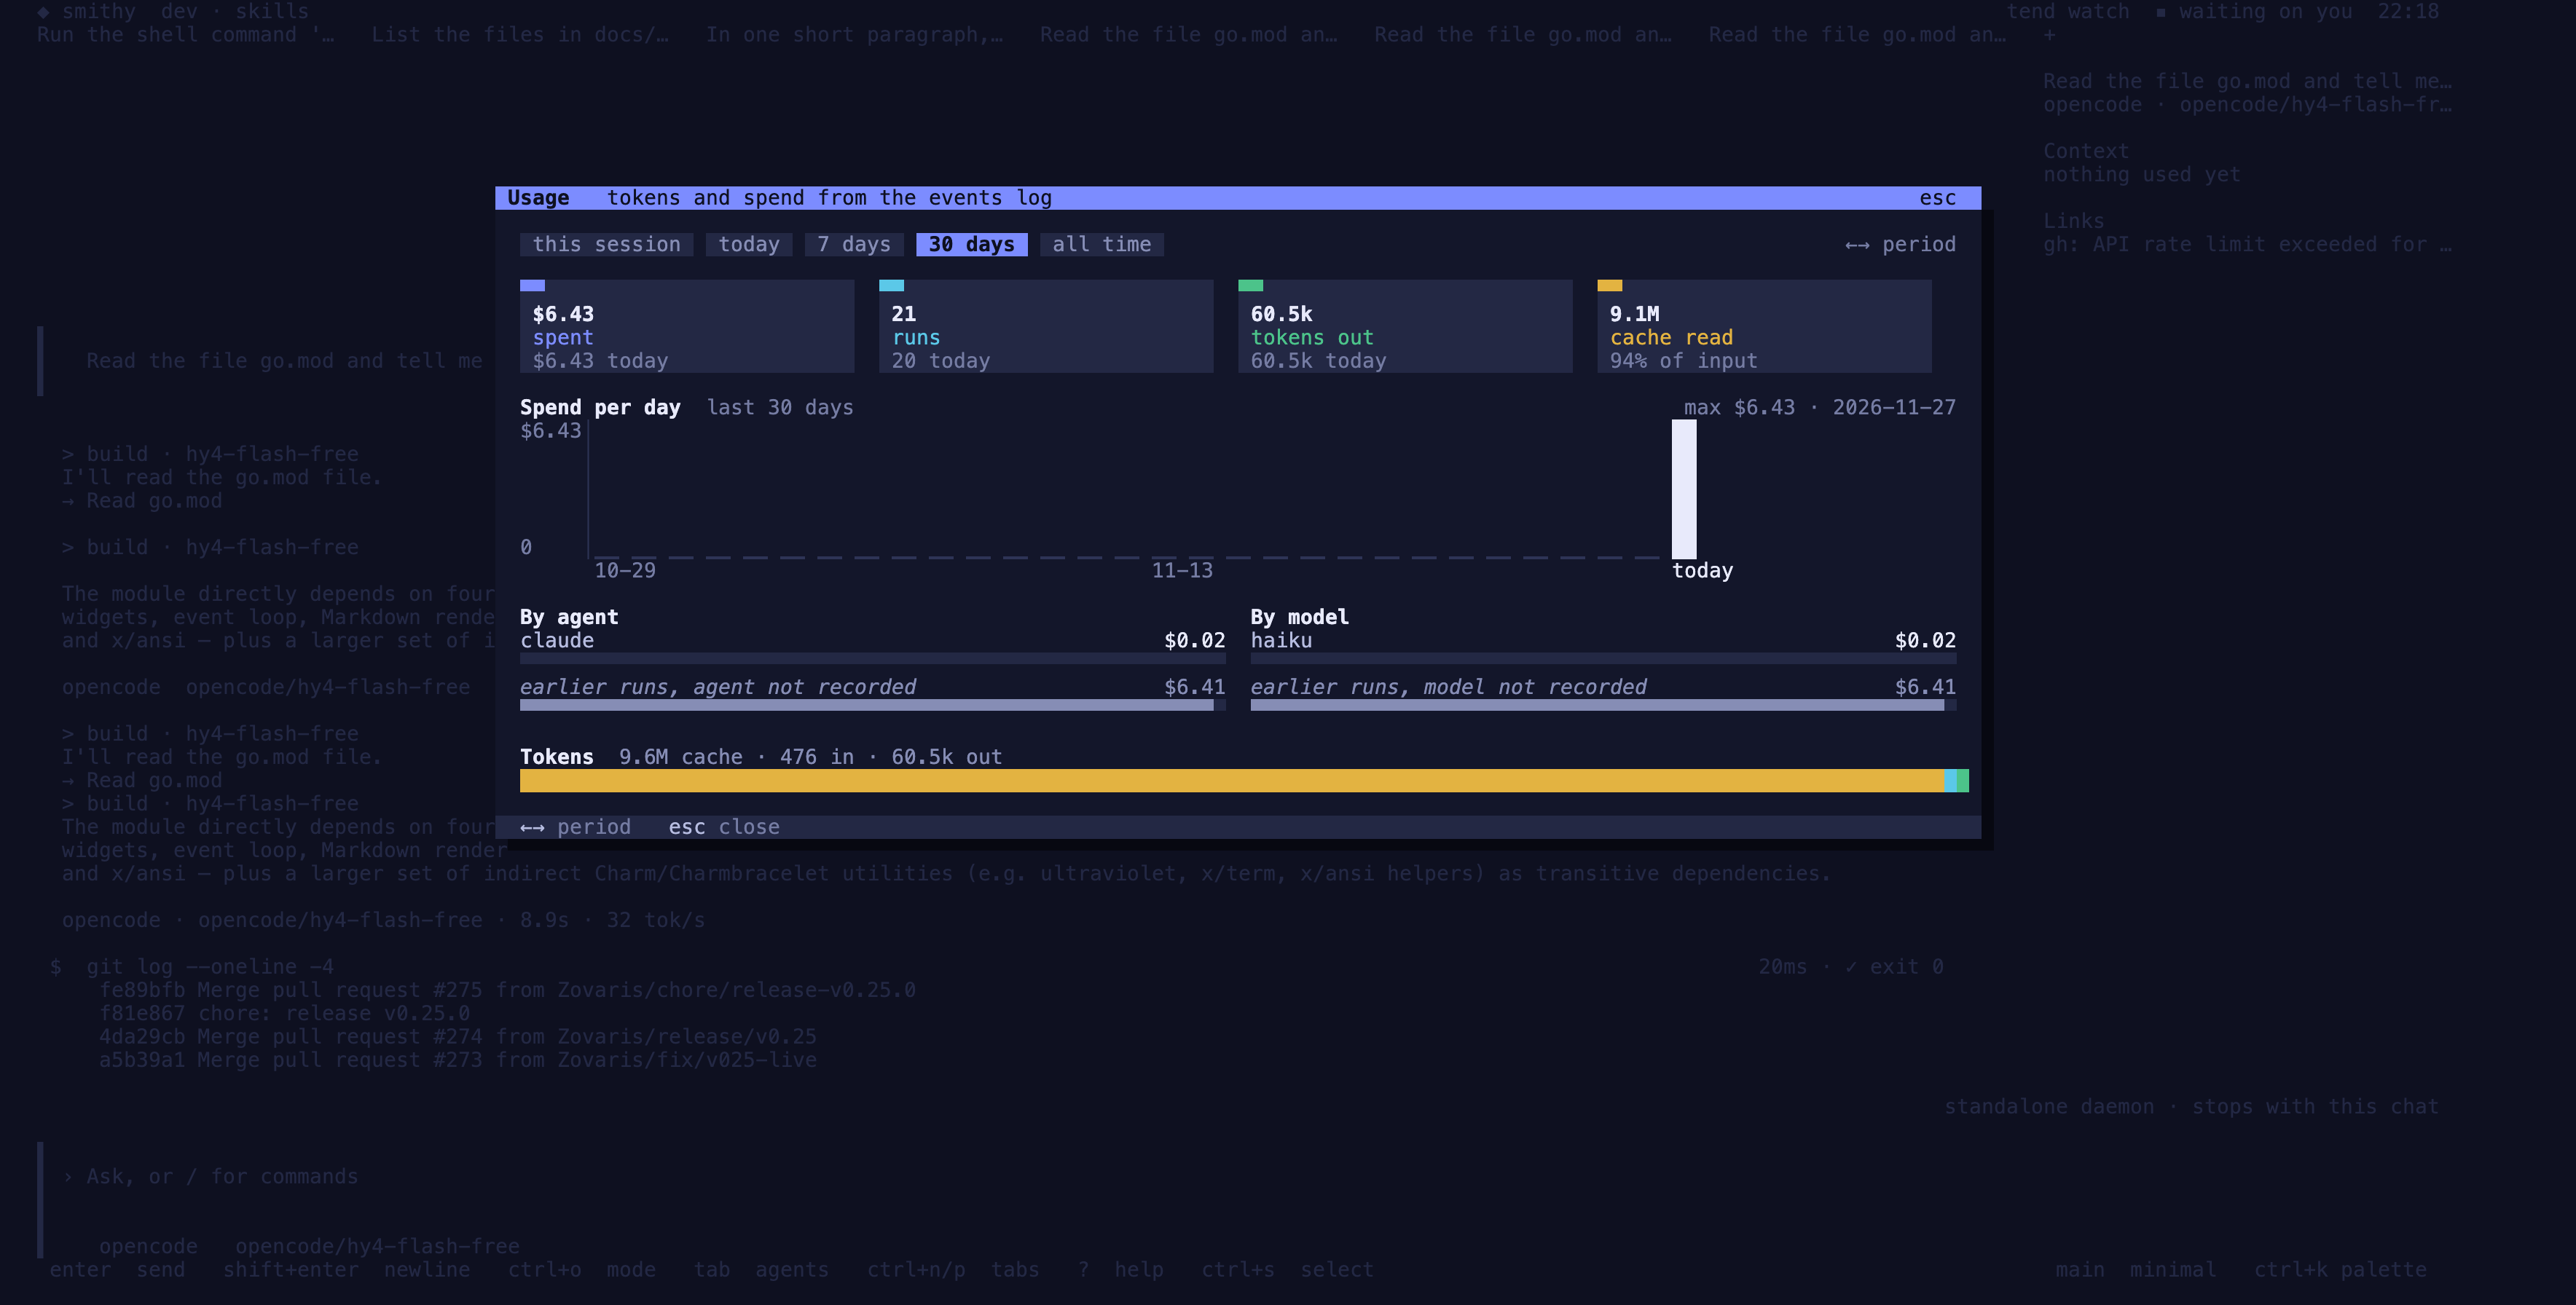 ◆ smithy  dev · skills    tend watch  ▪ waiting on you  22:18
Run the shell command '…   List the files in docs/…   In one short paragraph,…   Read the file go.mod an…   Read the file go.mod an…   Read the file go.mod an…   +
Read the file go.mod and tell me…
opencode · opencode/hy4-flash-fr…
Context
nothing used yet
Links
gh: API rate limit exceeded for …
Usage   tokens and spend from the events log    esc
this session   today   7 days   30 days   all time    ←→ period
$6.43   21   60.5k   9.1M
spent   runs   tokens out   cache read
$6.43 today   20 today   60.5k today   94% of input
Spend per day  last 30 days    max $6.43 · 2026-11-27
$6.43
0
10-29   11-13   today
By agent   By model
claude   $0.02   haiku   $0.02
earlier runs, agent not recorded   $6.41   earlier runs, model not recorded   $6.41
Tokens  9.6M cache · 476 in · 60.5k out
←→ period   esc close
Read the file go.mod and tell me
> build · hy4-flash-free
I'll read the go.mod file.
→ Read go.mod
> build · hy4-flash-free
The module directly depends on four
widgets, event loop, Markdown rende
and x/ansi — plus a larger set of i
opencode  opencode/hy4-flash-free
> build · hy4-flash-free
I'll read the go.mod file.
→ Read go.mod
> build · hy4-flash-free
The module directly depends on four
widgets, event loop, Markdown render
and x/ansi — plus a larger set of indirect Charm/Charmbracelet utilities (e.g. ultraviolet, x/term, x/ansi helpers) as transitive dependencies.
opencode · opencode/hy4-flash-free · 8.9s · 32 tok/s
$  git log --oneline -4    20ms · ✓ exit 0
fe89bfb Merge pull request #275 from Zovaris/chore/release-v0.25.0
f81e867 chore: release v0.25.0
4da29cb Merge pull request #274 from Zovaris/release/v0.25
a5b39a1 Merge pull request #273 from Zovaris/fix/v025-live
standalone daemon · stops with this chat
› Ask, or / for commands
opencode   opencode/hy4-flash-free
enter  send   shift+enter  newline   ctrl+o  mode   tab  agents   ctrl+n/p  tabs   ?  help   ctrl+s  select    main  minimal   ctrl+k palette